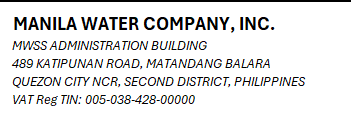 MANILA WATER COMPANY, INC.
MWSS ADMINISTRATION BUILDING
489 KATIPUNAN ROAD, MATANDANG BALARA
QUEZON CITY NCR, SECOND DISTRICT, PHILIPPINES
VAT Reg TIN: 005-038-428-00000